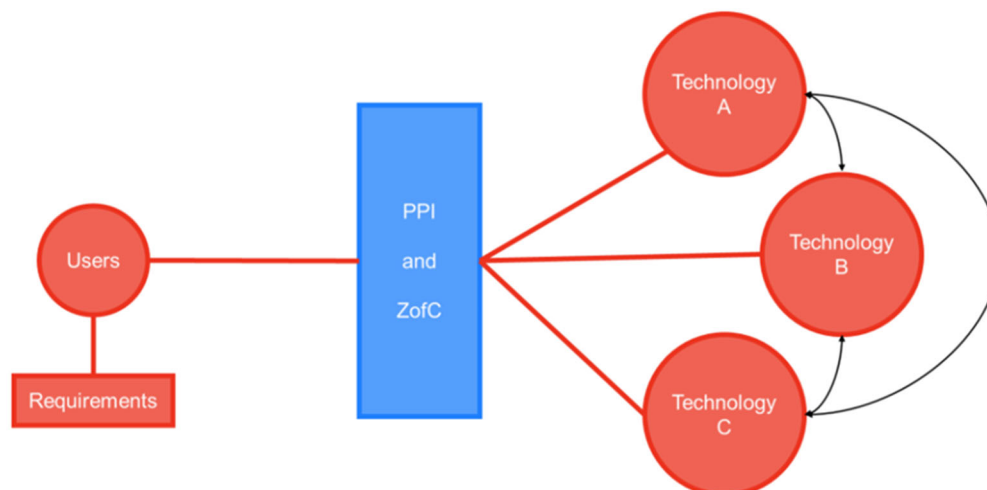 Technology
A
PPI
and
ZofC
Users
Technology
B
Requirements
Technology
C